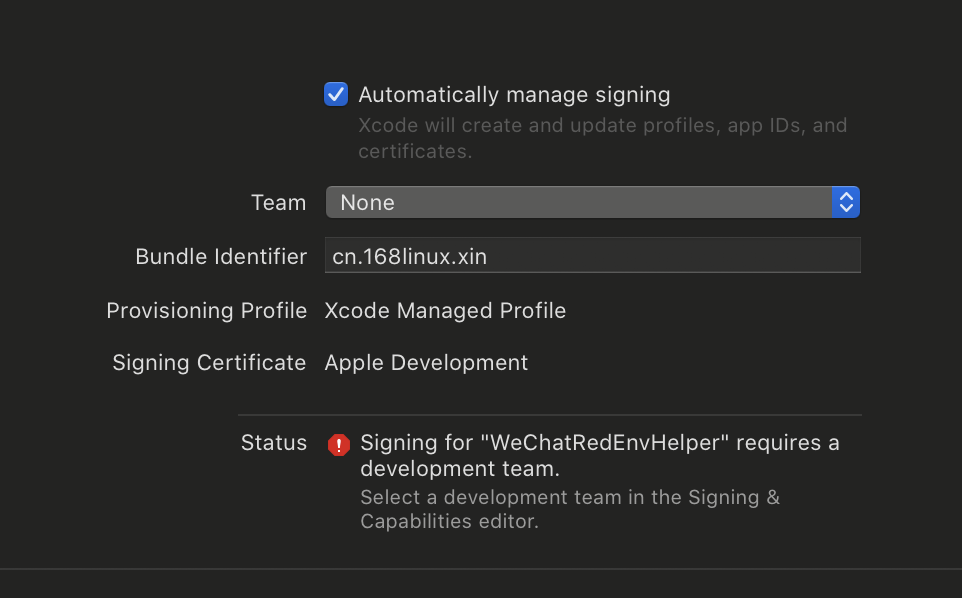 Automatically manage signing
Xcode will create and update profiles, app IDs, and
certificates.
Team None
Bundle Identifier cn.168linux.xin
Provisioning Profile Xcode Managed Profile
Signing Certificate Apple Development
Status Signing for "WeChatRedEnvHelper" requires a
development team.
Select a development team in the Signing &
Capabilities editor.